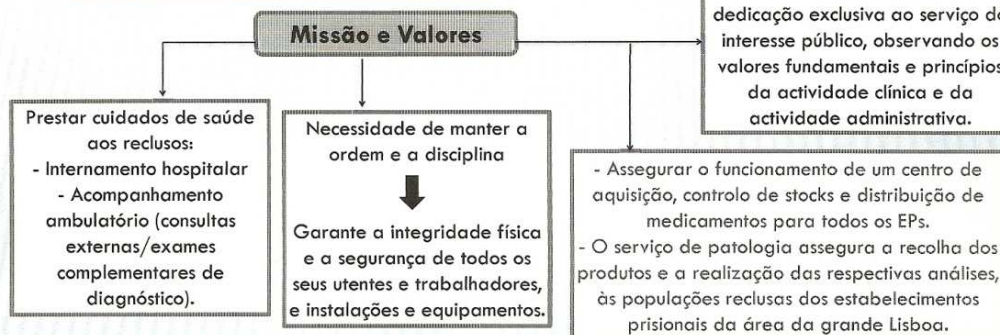 Missão e Valores
dedicação exclusiva ao serviço do
interesse público, observando os
valores fundamentais e princípios
da actividade clínica e da
actividade administrativa.
Prestar cuidados de saúde
aos reclusos:
- Internamento hospitalar
- Acompanhamento
ambulatório (consultas
externas/exames
complementares de
diagnóstico).
Necessidade de manter a
ordem e a disciplina
Garante a integridade física
e a segurança de todos os
seus utentes e trabalhadores,
e instalações e equipamentos.
- Assegurar o funcionamento de um centro de
aquisição, controlo de stocks e distribuição de
medicamentos para todos os EPs.
- O serviço de patologia assegura a recolha dos
produtos e a realização das respectivas análises,
às populações reclusas dos estabelecimentos
prisionais da área da grande Lisboa.